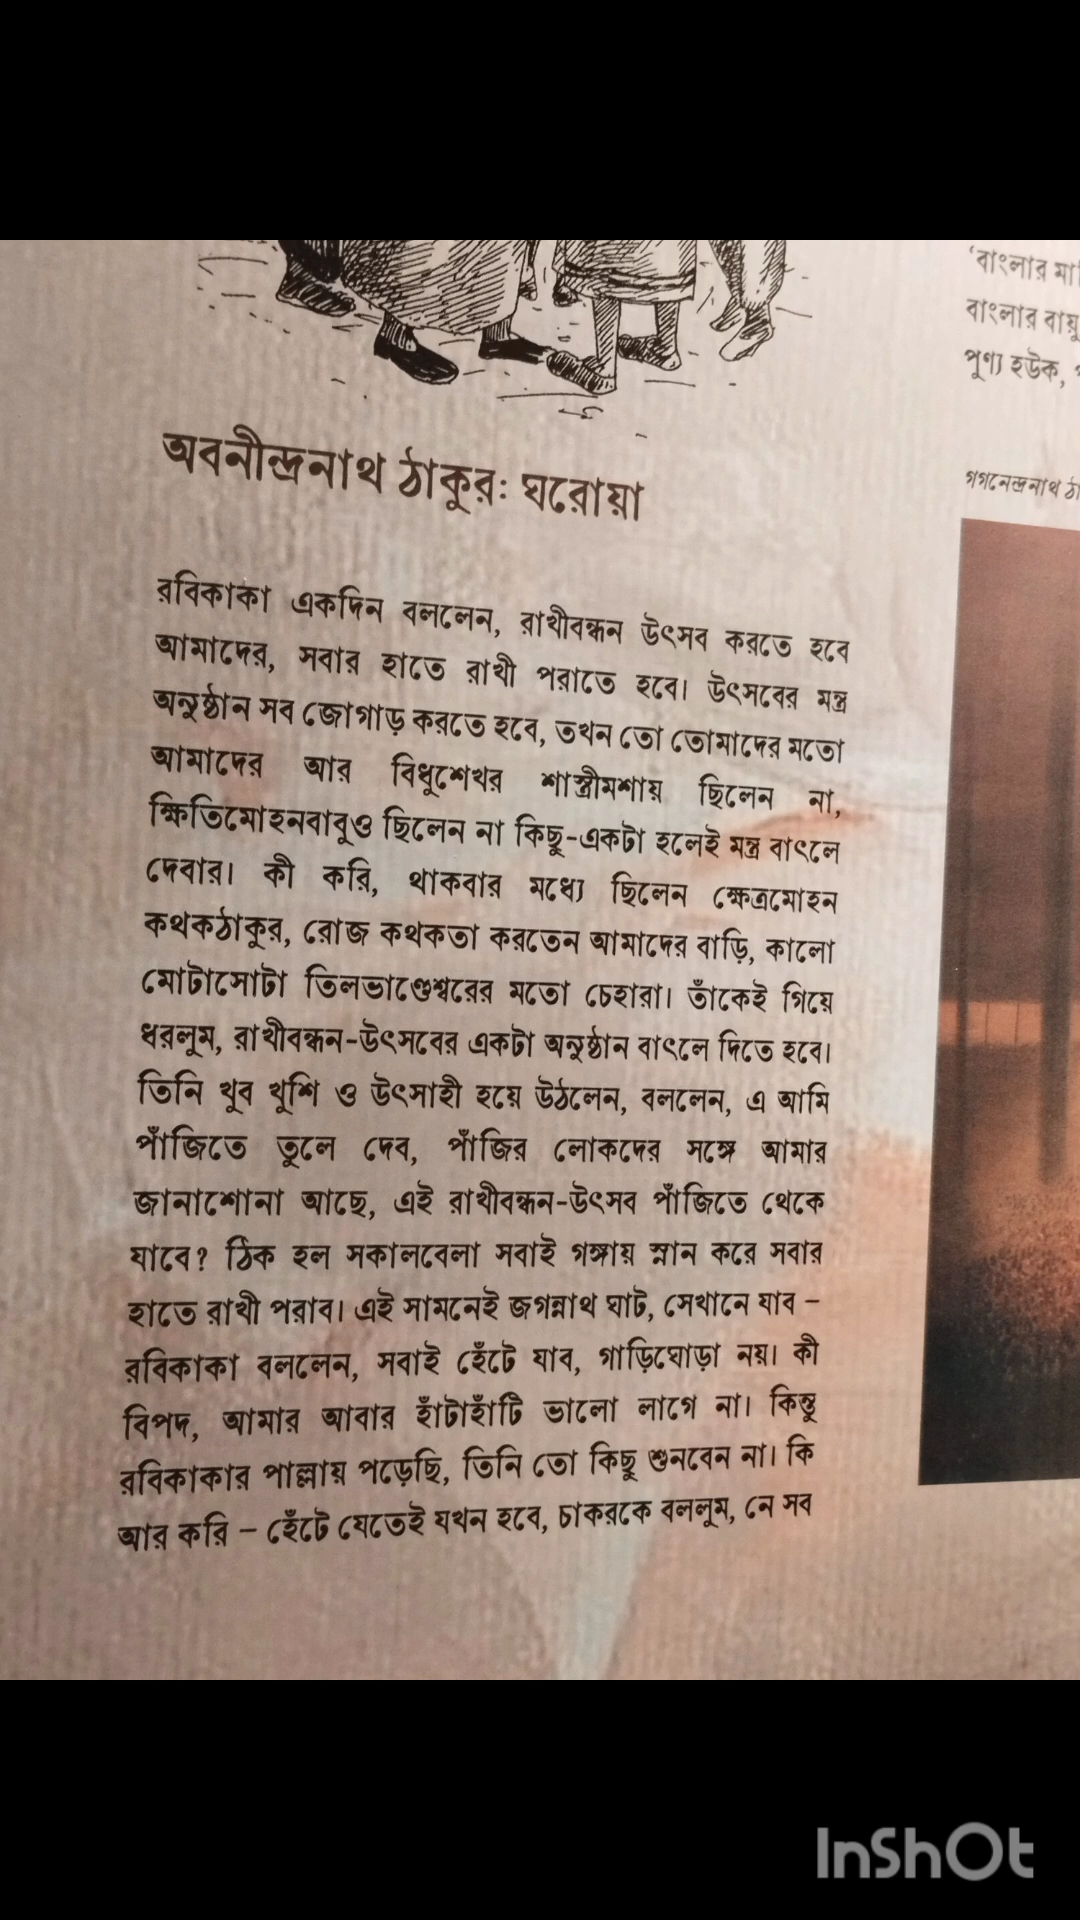 অবনীন্দ্রনাথ ঠাকুর: ঘরোয়া
রবিকাকা একদিন বললেন, রাখীবন্ধন উৎসব করতে হবে
আমাদের, সবার হাতে রাখী পরাতে হবে। উৎসবের মন্ত্র
অনুষ্ঠান সব জোগাড় করতে হবে, তখন তো তোমাদের মতো
আমাদের আর বিধুশেখর শাস্ত্রীমশায় ছিলেন না,
ক্ষিতিমোহনবাবুও ছিলেন না কিছু-একটা হলেই মন্ত্র বাৎলে
দেবার। কী করি, থাকবার মধ্যে ছিলেন ক্ষেত্রমোহন
কথকঠাকুর, রোজ কথকতা করতেন আমাদের বাড়ি, কালো
মোটাসোটা তিলভাণ্ডেশ্বরের মতো চেহারা। তাঁকেই গিয়ে
ধরলুম, রাখীবন্ধন-উৎসবের একটা অনুষ্ঠান বাৎলে দিতে হবে।
তিনি খুব খুশি ও উৎসাহী হয়ে উঠলেন, বললেন, এ আমি
পাঁজিতে তুলে দেব, পাঁজির লোকদের সঙ্গে আমার
জানাশোনা আছে, এই রাখীবন্ধন-উৎসব পাঁজিতে থেকে
যাবে? ঠিক হল সকালবেলা সবাই গঙ্গায় স্নান করে সবার
হাতে রাখী পরাব। এই সামনেই জগন্নাথ ঘাট, সেখানে যাব –
রবিকাকা বললেন, সবাই হেঁটে যাব, গাড়িঘোড়া নয়। কী
বিপদ, আমার আবার হাঁটাহাঁটি ভালো লাগে না। কিন্তু
রবিকাকার পাল্লায় পড়েছি, তিনি তো কিছু শুনবেন না। কি
আর করি – হেঁটে যেতেই যখন হবে, চাকরকে বললুম, নে সব
‘বাংলার
বাংলার বায়ু
পুণ্য হউক,
গগনেন্দ্রনাথ
InShOt